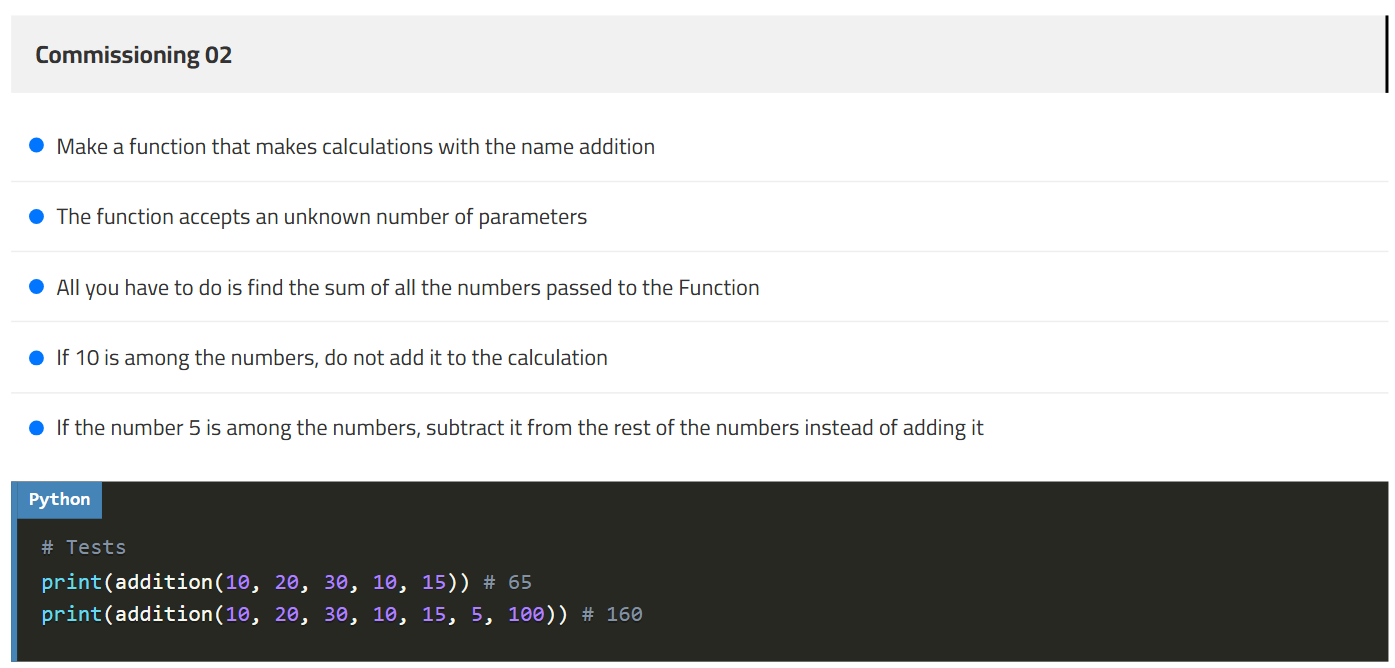 Commissioning 02
Make a function that makes calculations with the name addition
The function accepts an unknown number of parameters
All you have to do is find the sum of all the numbers passed to the Function
If 10 is among the numbers, do not add it to the calculation
If the number 5 is among the numbers, subtract it from the rest of the numbers instead of adding it
Python
# Tests
print(addition(10, 20, 30, 10, 15)) # 65
print(addition(10, 20, 30, 10, 15, 5, 100)) # 160